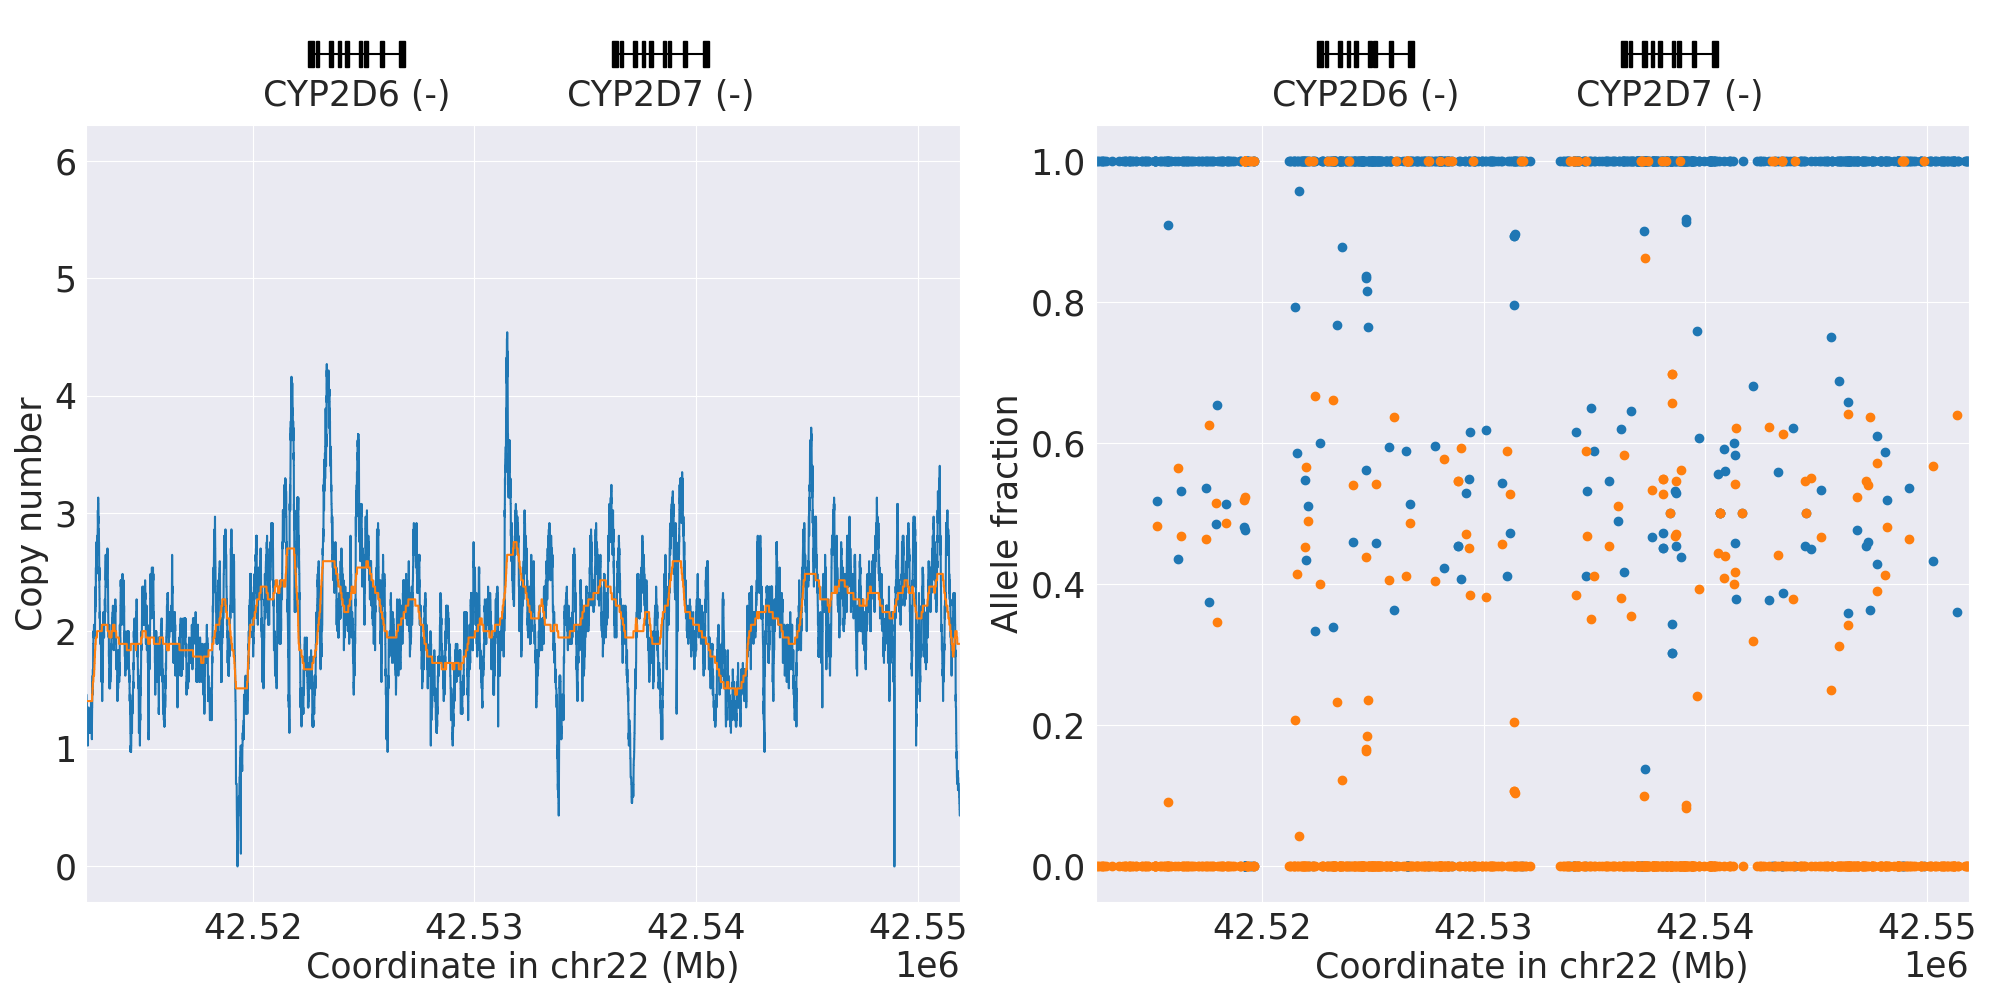 CYP2D6 (-) CYP2D7 (-)
Copy number
6
5
4
3
2
1
0
42.52 42.53 42.54 42.55
Coordinate in chr22 (Mb) 1e6
CYP2D6 (-) CYP2D7 (-)
Allele fraction
1.0
0.8
0.6
0.4
0.2
0.0
42.52 42.53 42.54 42.55
Coordinate in chr22 (Mb) 1e6